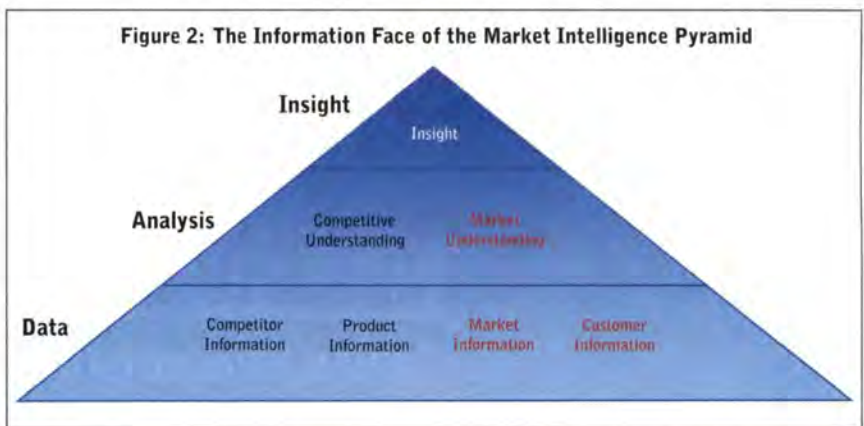 Figure 2: The Information Face of the Market Intelligence Pyramid
Insight
Insight
Analysis
Competitive
Understanding
Market
Understanding
Data
Competitor
Information
Product
Information
Market
Information
Customer
Information